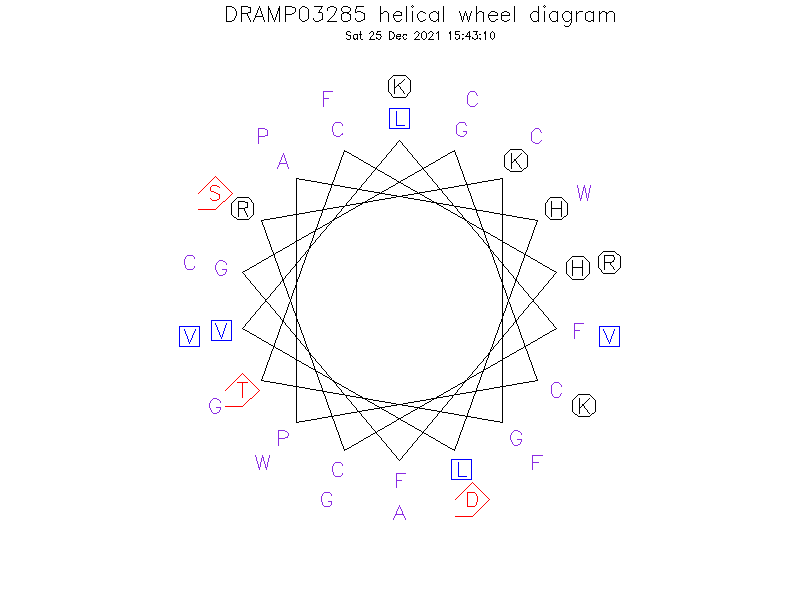 DRAMP03285 helical wheel diagram
Sat 25 Dec 2021 15:43:10
K
F C
L
C G
P C
A K
S W
R H
C G H R
V V F V
T C
G K
P G
W F
C L
F
G D
A